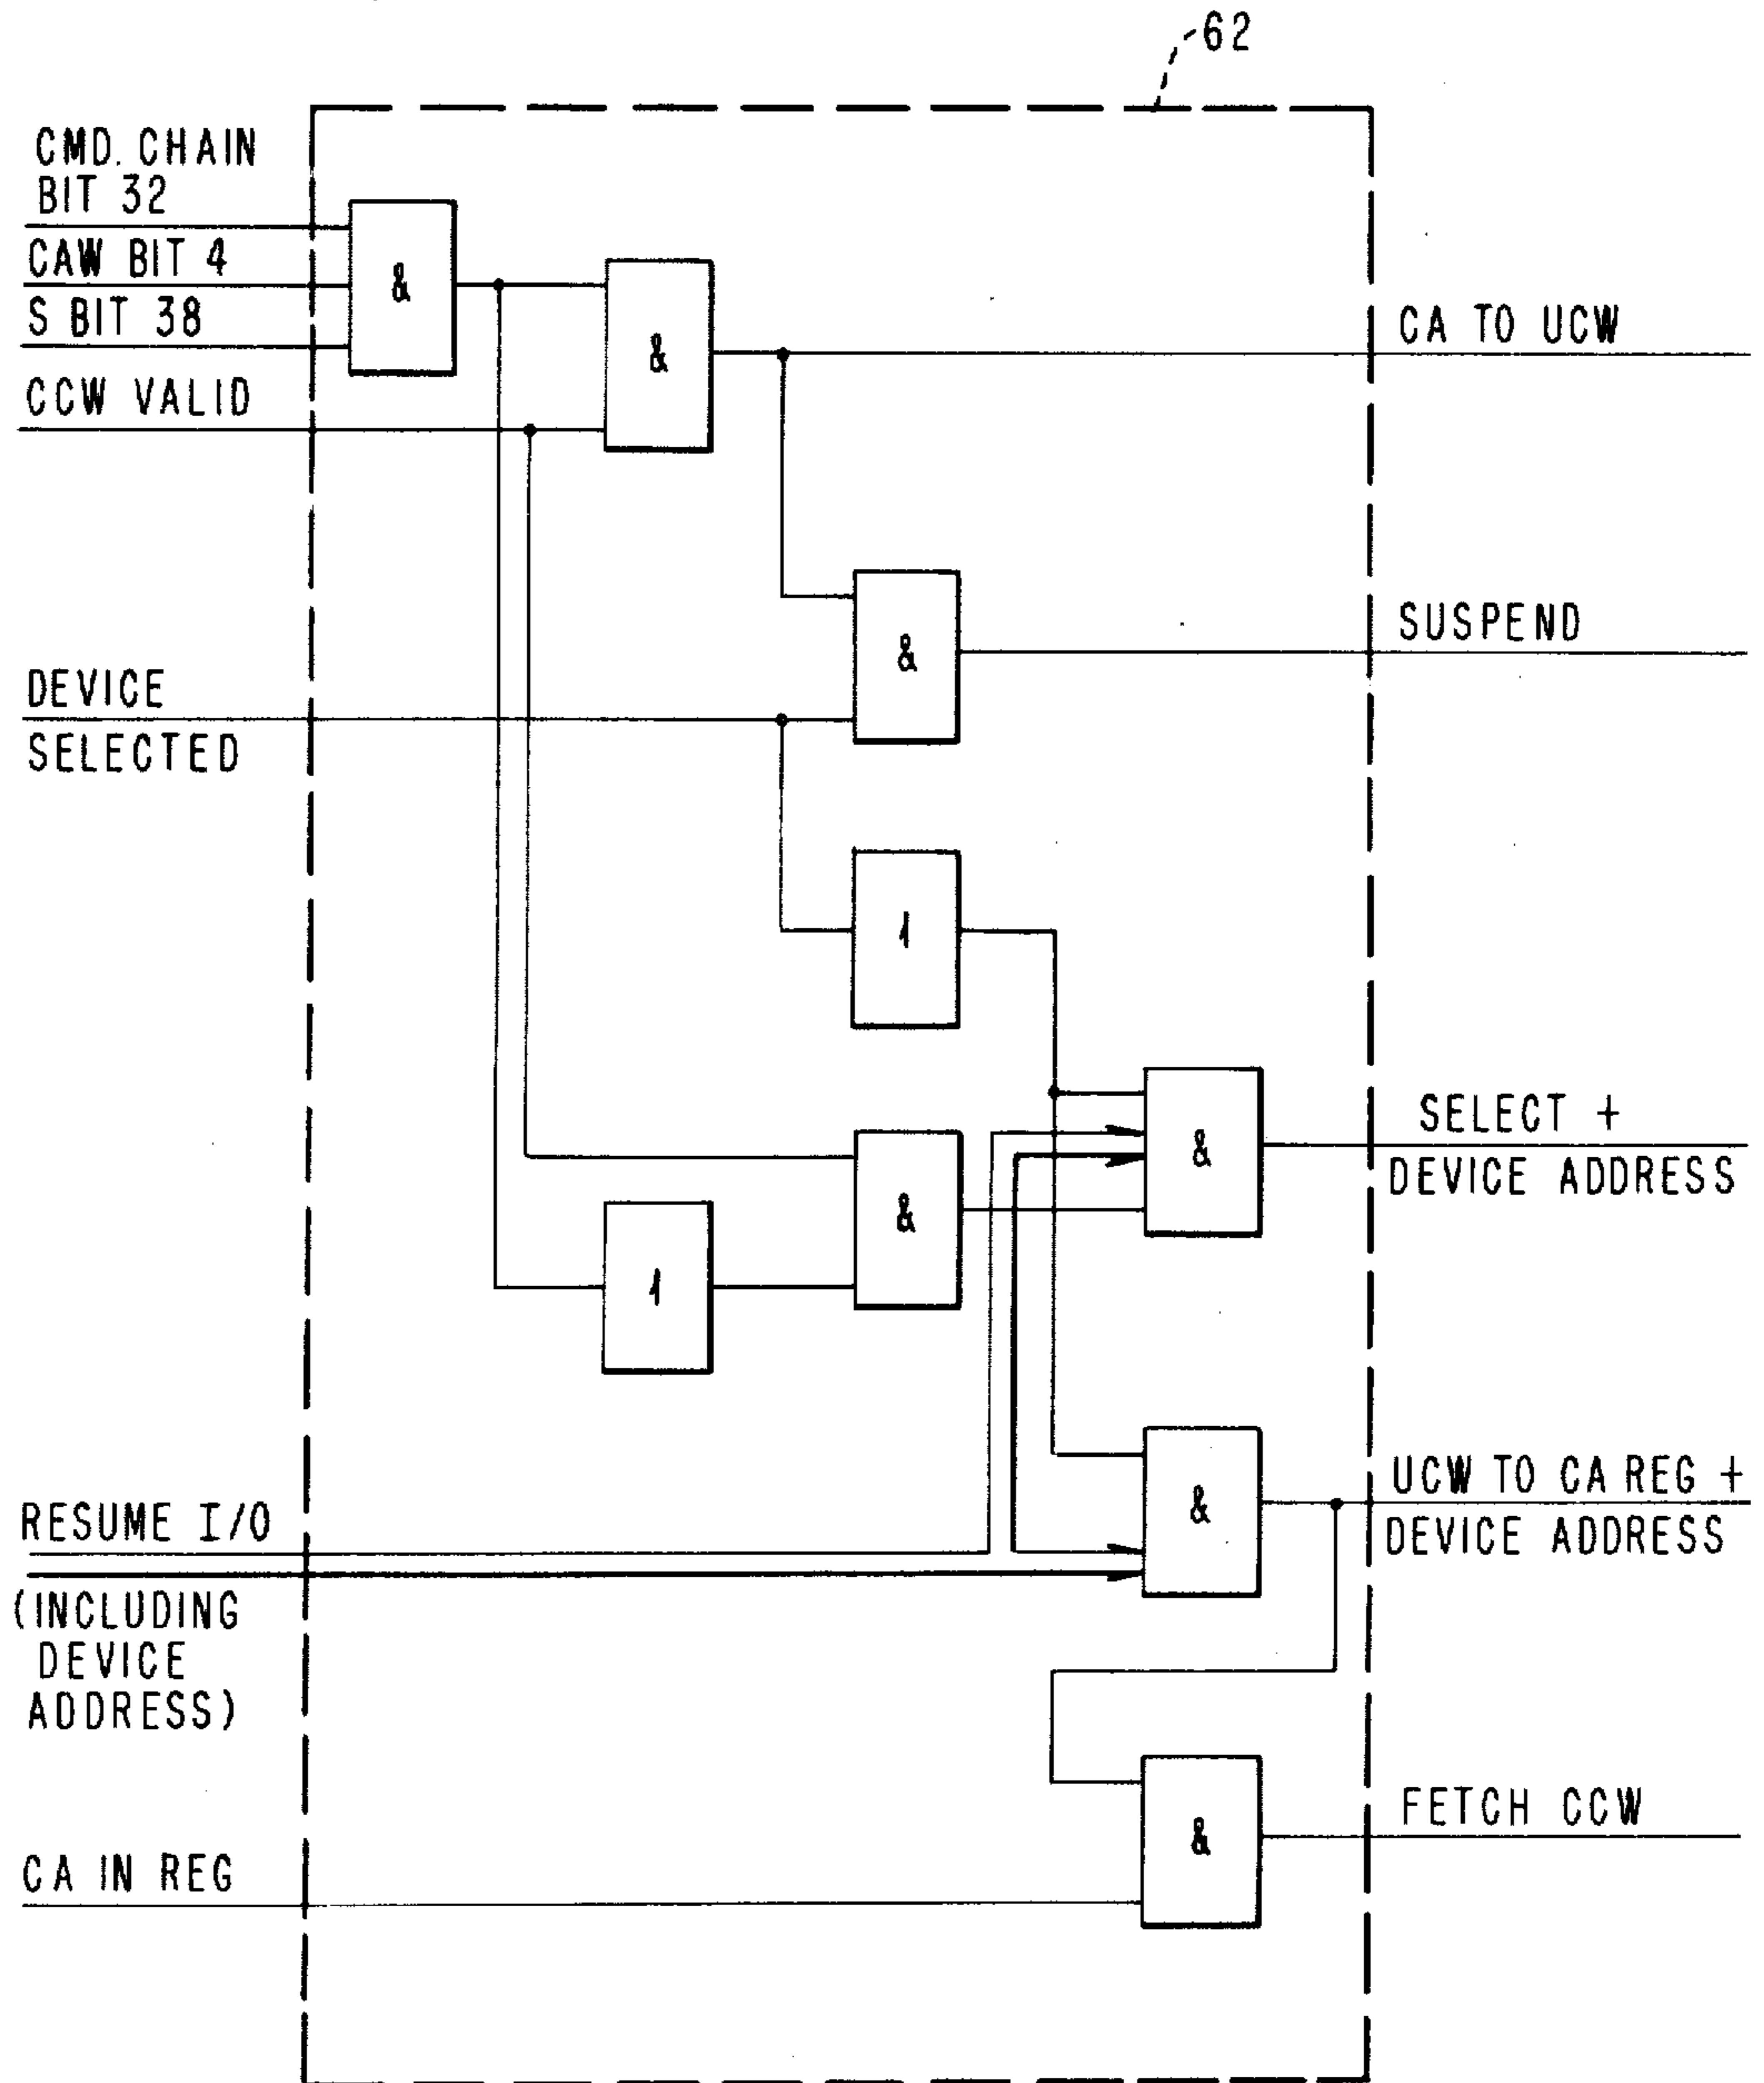 62
CMD. CHAIN
BIT 32
CAW BIT 4
S BIT 38
CCW VALID
&
&
CA TO UCW
&
SUSPEND
DEVICE
SELECTED
1
&
SELECT +
DEVICE ADDRESS
&
1
&
UCW TO CA REG +
DEVICE ADDRESS
RESUME I/O
(INCLUDING
DEVICE
ADDRESS)
&
FETCH CCW
CA IN REG